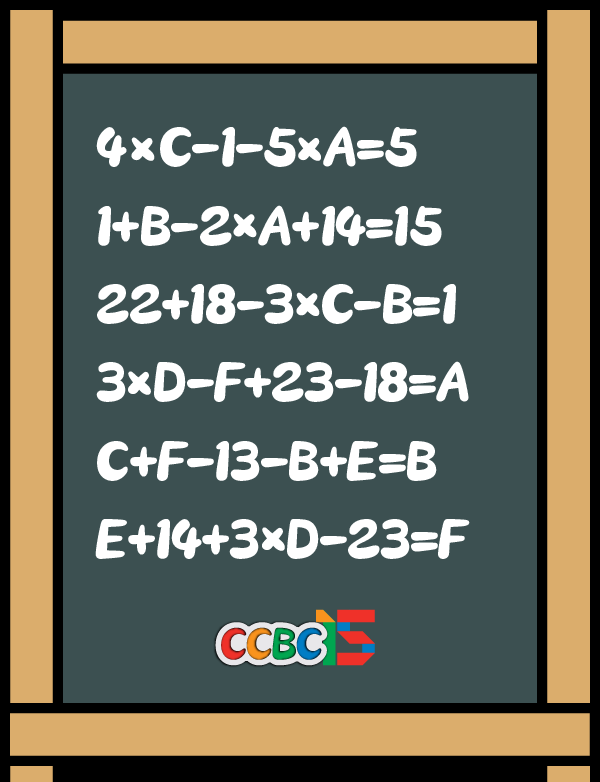 4×C-1-5×A=5
1+B-2×A+14=15
22+18-3×C-B=1
3×D-F+23-18=A
C+F-13-B+E=B
E+14+3×D-23=F
CCBC15